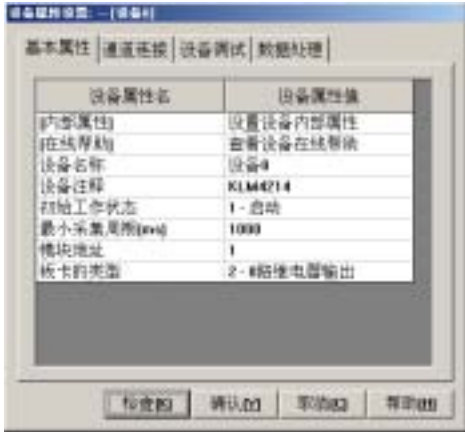 设备属性设置: -- [设备0]
基本属性 通道连接 设备调试 数据处理
设备属性名 设备属性值
[内部属性] 设置设备内部属性
[在线帮助] 查看设备在线帮助
设备名称 设备0
设备注释 KLM4214
初始工作状态 1 - 启动
最小采集周期(ms) 1000
模块地址 1
板卡的类型 2 - 8路继电器输出
检查[K] 确认[Y] 取消[C] 帮助[H]